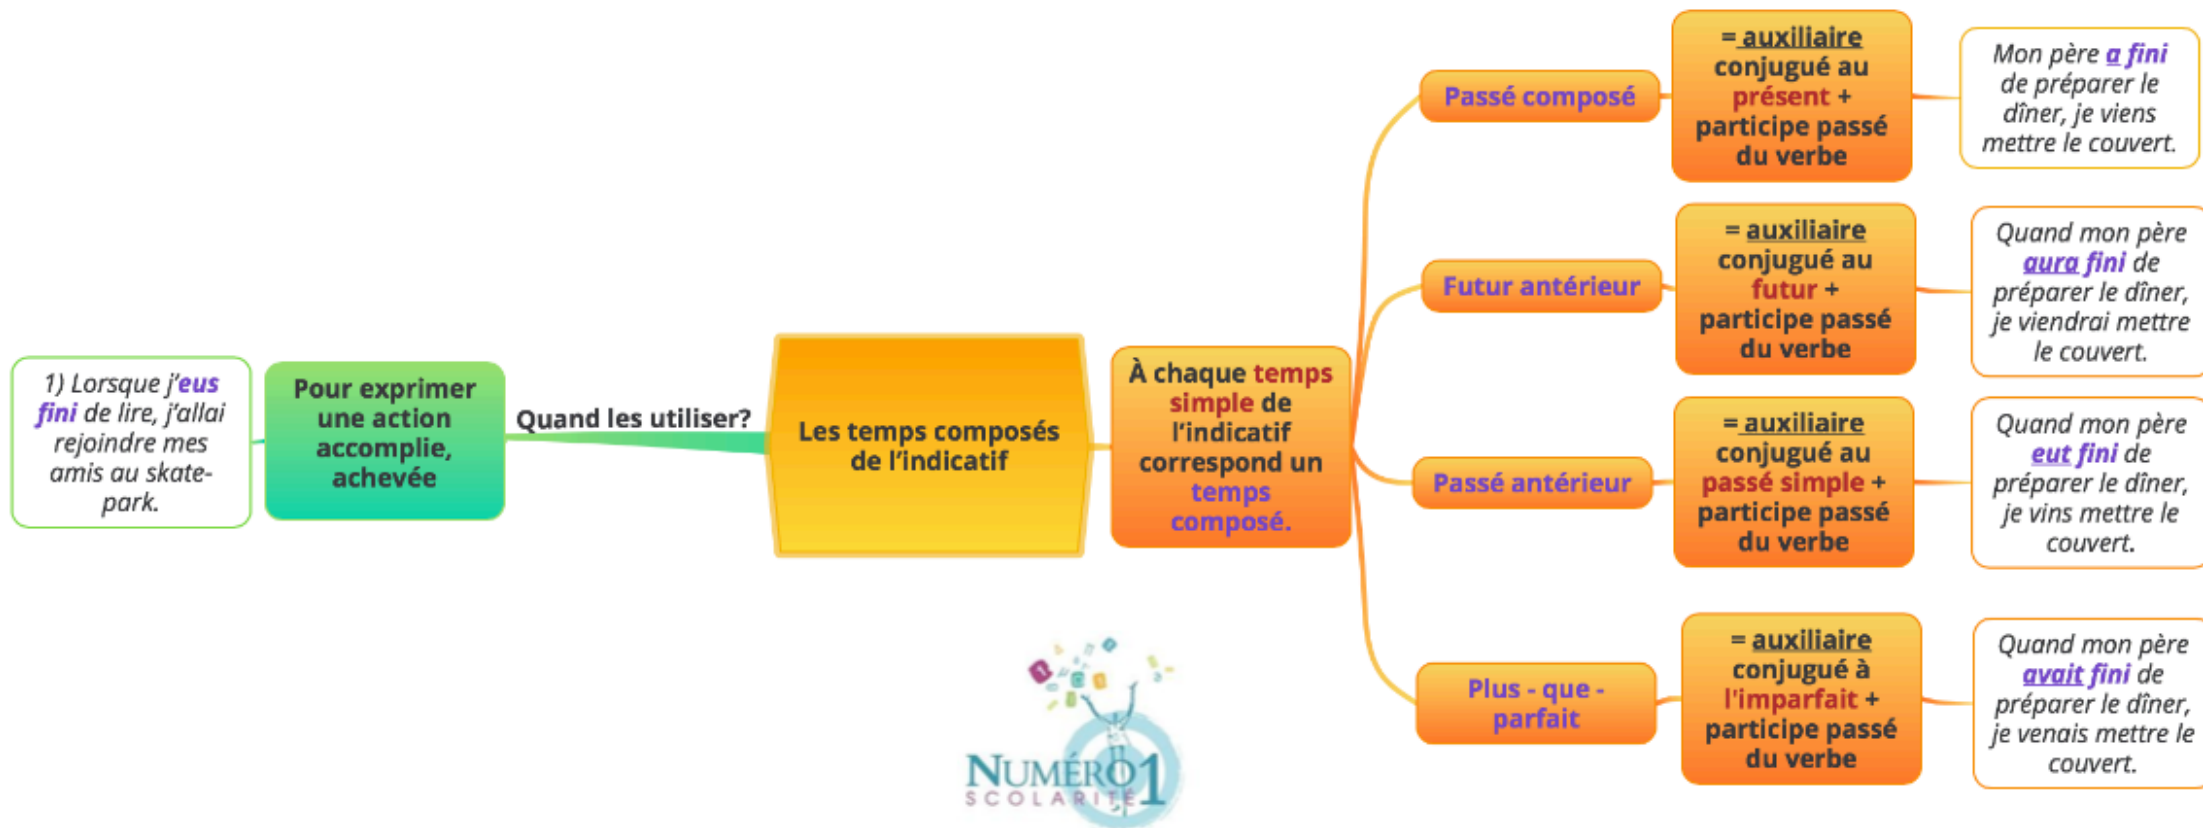 1) Lorsque j'eus
fini de lire, j'allai
rejoindre mes
amis au skate-
park.
Pour exprimer
une action
accomplie,
achevée
Quand les utiliser?
Les temps composés
de l'indicatif
À chaque temps
simple de
l'indicatif
correspond un
temps
composé.
Passé composé
= auxiliaire
conjugué au
présent +
participe passé
du verbe
Mon père a fini
de préparer le
dîner, je viens
mettre le couvert.
Futur antérieur
= auxiliaire
conjugué au
futur +
participe passé
du verbe
Quand mon père
aura fini de
préparer le dîner,
je viendrai mettre
le couvert.
Passé antérieur
= auxiliaire
conjugué au
passé simple +
participe passé
du verbe
Quand mon père
eut fini de
préparer le dîner,
je vins mettre le
couvert.
Plus - que -
parfait
= auxiliaire
conjugué à
l'imparfait +
participe passé
du verbe
Quand mon père
avait fini de
préparer le dîner,
je venais mettre le
couvert.
NUMÉRO 1
SCOLARITÉ